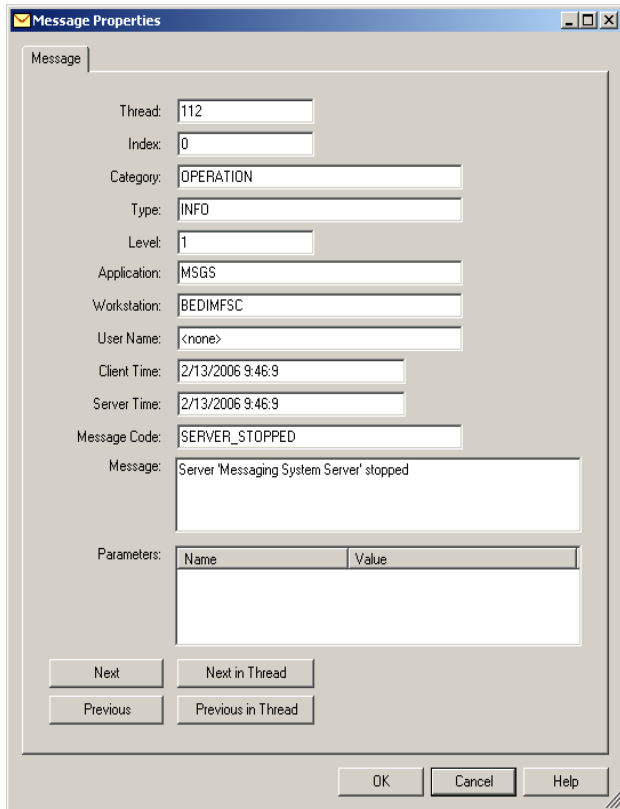 Message Properties
Message
Thread: 112
Index: 0
Category: OPERATION
Type: INFO
Level: 1
Application: MSGS
Workstation: BEDIMFSC
User Name: <none>
Client Time: 2/13/2006 9:46:9
Server Time: 2/13/2006 9:46:9
Message Code: SERVER_STOPPED
Message: Server 'Messaging System Server' stopped
Parameters: Name Value
Next Next in Thread
Previous Previous in Thread
OK Cancel Help